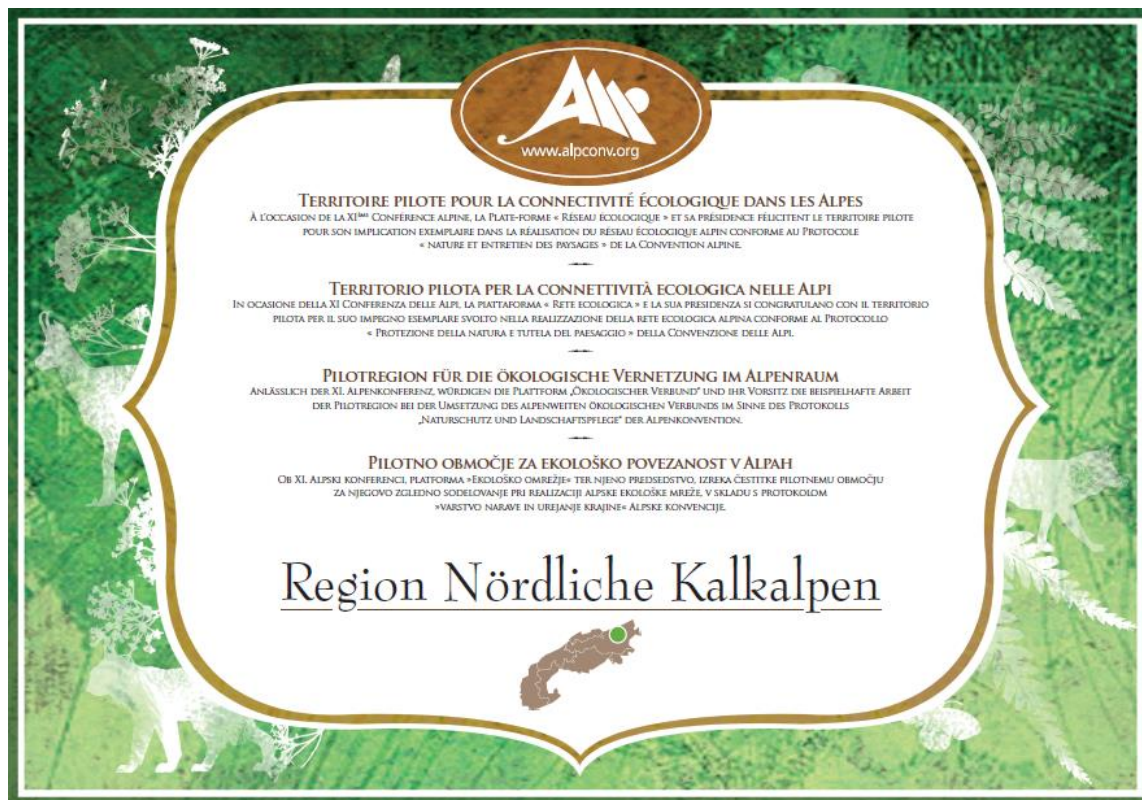 ALP
www.alpconv.org
Territoire pilote pour la connectivité écologique dans les Alpes
À l'occasion de la XIème Conférence alpine, la Plate-forme « Réseau écologique » et sa présidence félicitent le territoire pilote
pour son implication exemplaire dans la réalisation du réseau écologique alpin conforme au Protocole
« nature et entretien des paysages » de la Convention alpine.
Territorio pilota per la connettività ecologica nelle Alpi
In ocasione della XI Conferenza delle Alpi, la piattaforma « Rete ecologica » e la sua presidenza si congratulano con il territorio
pilota per il suo impegno esemplare svolto nella realizzazione della rete ecologica alpina conforme al Protocollo
« Protezione della natura e tutela del paesaggio » della Convenzione delle Alpi.
Pilotregion für die ökologische Vernetzung im Alpenraum
Anlässlich der XI. Alpenkonferenz, würdigen die Plattform „Ökologischer Verbund" und ihr Vorsitz die beispielhafte Arbeit
der Pilotregion bei der Umsetzung des alpenweiten ökologischen Verbunds im Sinne des Protokolls
„Naturschutz und Landschaftspflege" der Alpenkonvention.
Pilotno območje za ekološko povezanost v Alpah
Ob XI. Alpski konferenci, platforma »Ekološko omrežje« ter njeno predsedstvo, izreka čestitke pilotnemu območju
za njegovo zgledno sodelovanje pri realizaciji alpske ekološke mreže, v skladu s protokolom
»varstvo narave in urejanje krajine« Alpske konvencije.
Region Nördliche Kalkalpen